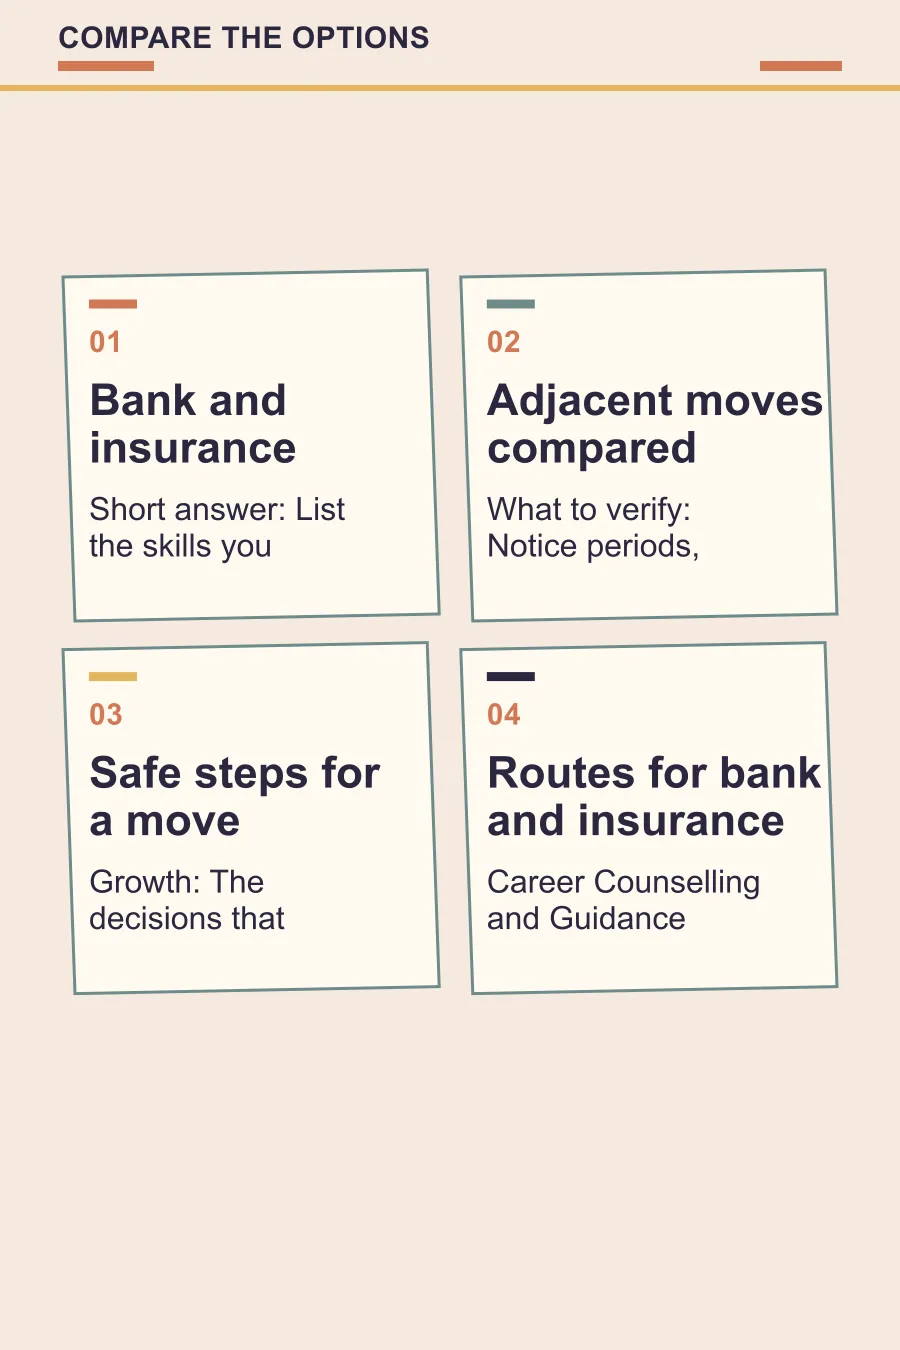 COMPARE THE OPTIONS
01
Bank and
insurance
Short answer: List
the skills you
02
Adjacent moves
compared
What to verify:
Notice periods,
03
Safe steps for
a move
Growth: The
decisions that
04
Routes for bank
and insurance
Career Counselling
and Guidance